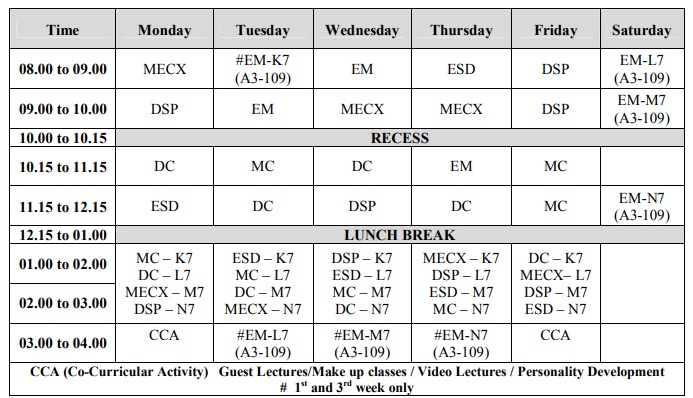 Time Monday Tuesday Wednesday Thursday Friday Saturday
08.00 to 09.00 MECX #EM-K7 (A3-109) EM ESD DSP EM-L7 (A3-109)
09.00 to 10.00 DSP EM MECX MECX DSP EM-M7 (A3-109)
10.00 to 10.15 RECESS
10.15 to 11.15 DC MC DC EM MC
11.15 to 12.15 ESD DC DSP DC MC EM-N7 (A3-109)
12.15 to 01.00 LUNCH BREAK
01.00 to 02.00 MC – K7 ESD – K7 DSP – K7 MECX – K7 DC – K7
DC – L7 MC – L7 ESD – L7 DSP – L7 MECX– L7
02.00 to 03.00 MECX – M7 DC – M7 MC – M7 ESD – M7 DSP – M7
DSP – N7 MECX – N7 DC – N7 MC – N7 ESD – N7
03.00 to 04.00 CCA #EM-L7 (A3-109) #EM-M7 (A3-109) #EM-N7 (A3-109) CCA
CCA (Co-Curricular Activity) Guest Lectures/Make up classes / Video Lectures / Personality Development
# 1st and 3rd week only